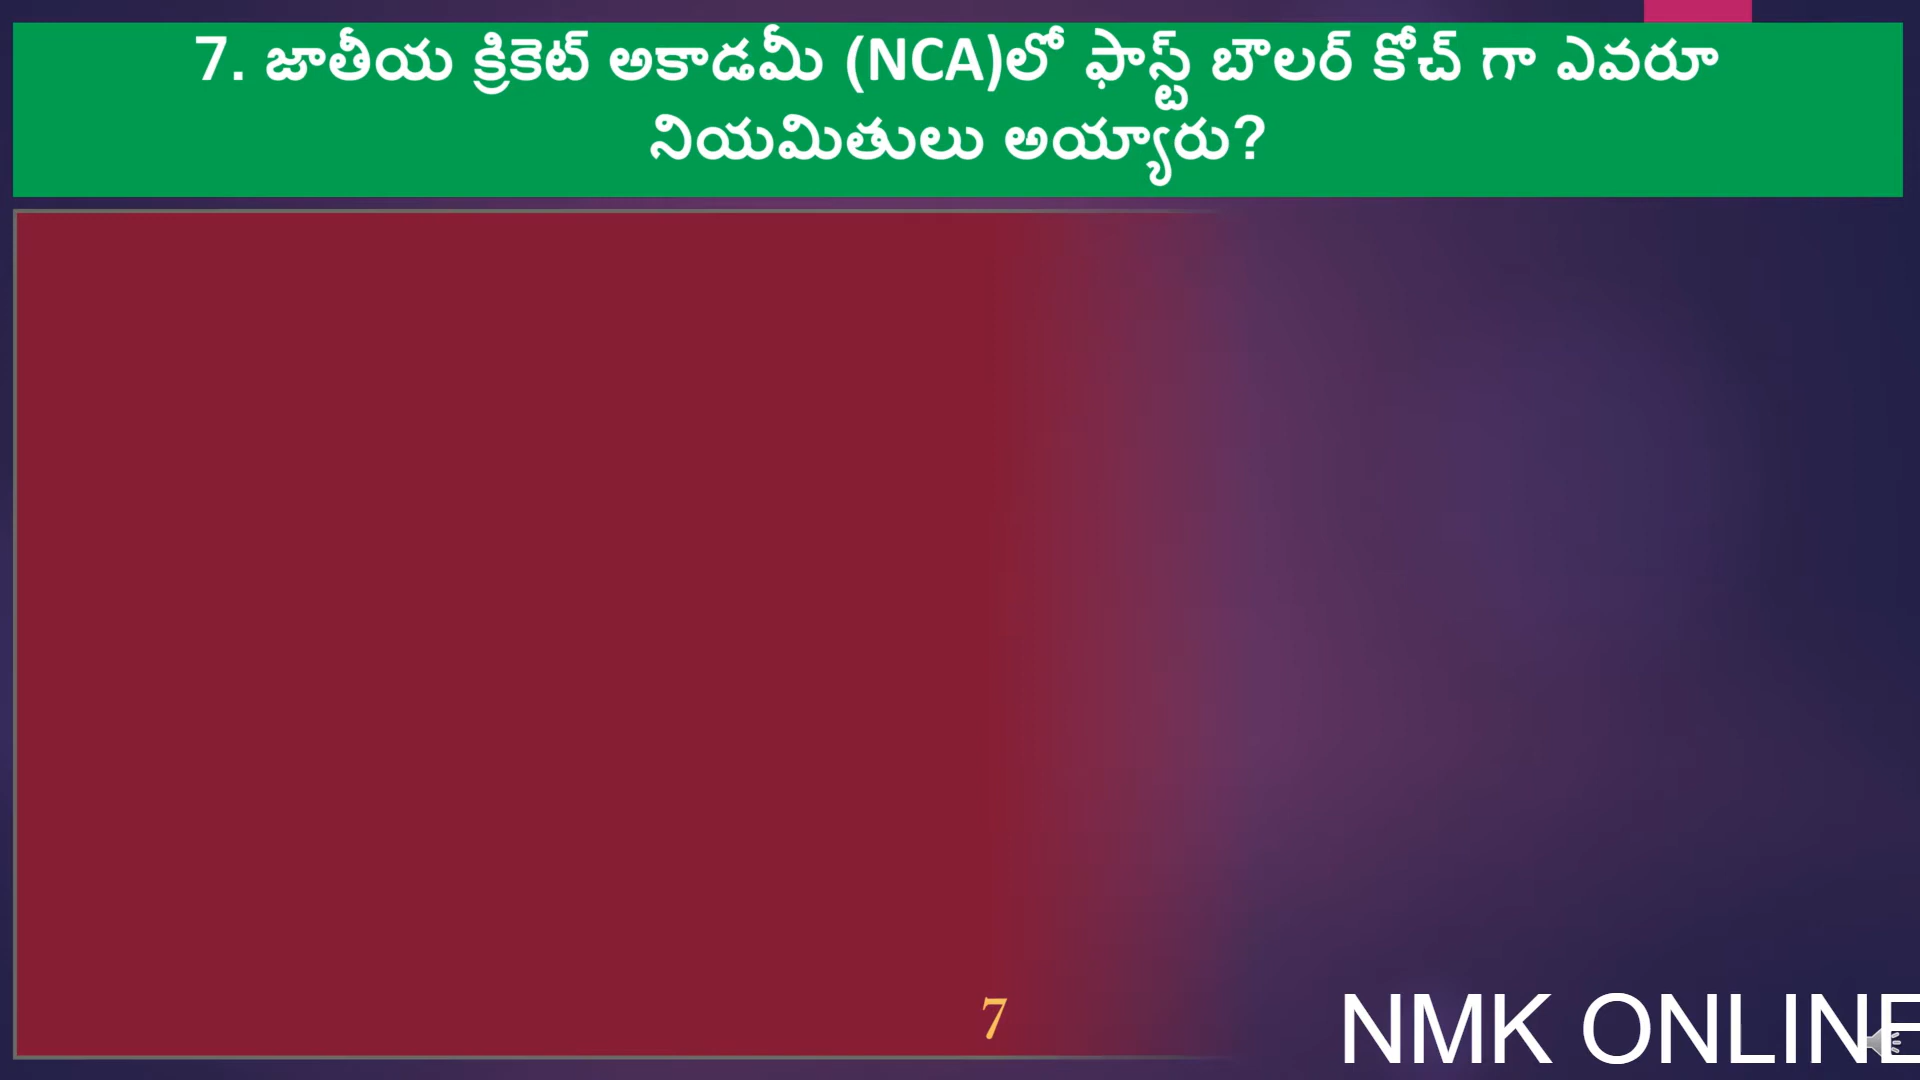 7. జాతీయ క్రికెట్ అకాడమీ (NCA)లో ఫాస్ట్ బౌలర్ కోచ్ గా ఎవరూ
నియమితులు అయ్యారు?
7
NMK ONLINE